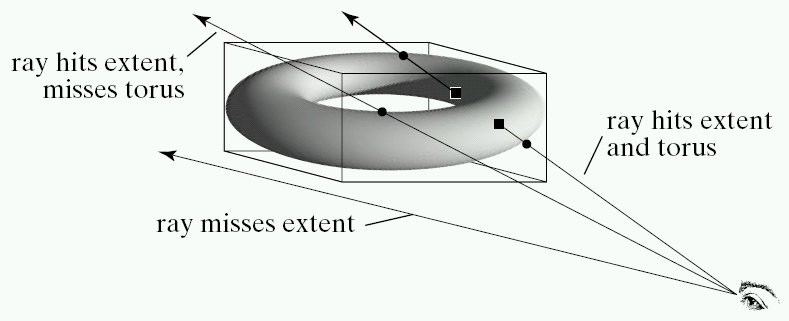 ray hits extent,
misses torus
ray hits extent
and torus
ray misses extent